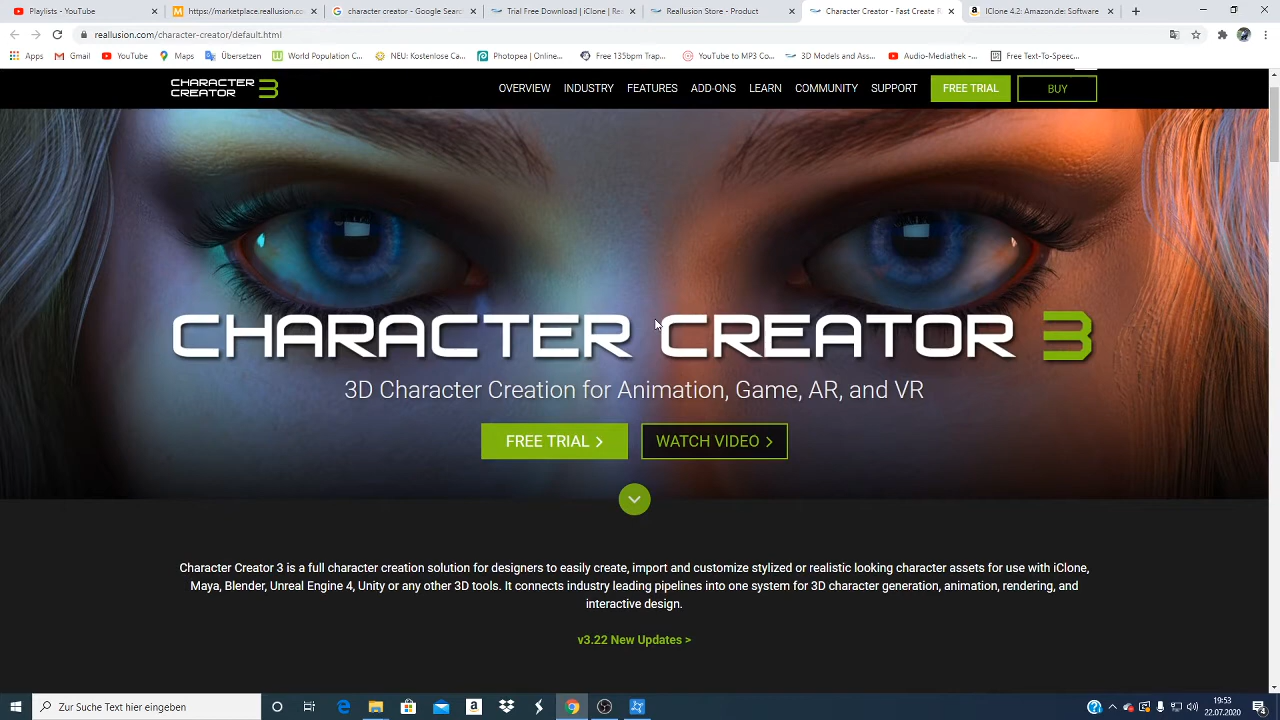 Playlists - YouTube
https://marketplace.reallusion.co
character creator - Google Sear
Trial Free Download | iClone | Rea
Reallusion Store - Product
Character Creator - Fast Create R
iClone 4.2: Amazon.de: Software
reallusion.com/character-creator/default.html
Apps Gmail YouTube Maps Übersetzen World Population C... NEU: Kostenlose Ca... Photopea | Online... Free 135bpm Tram... YouTube to MP3 Co... 3D Models and Ass... Audio-Mediathek -... Free Text-To-Speec...
CHARACTER CREATOR 3
OVERVIEW INDUSTRY FEATURES ADD-ONS LEARN COMMUNITY SUPPORT FREE TRIAL BUY
CHARACTER CREATOR 3
3D Character Creation for Animation, Game, AR, and VR
FREE TRIAL > WATCH VIDEO >
Character Creator 3 is a full character creation solution for designers to easily create, import and customize stylized or realistic looking character assets for use with iClone,
Maya, Blender, Unreal Engine 4, Unity or any other 3D tools. It connects industry leading pipelines into one system for 3D character generation, animation, rendering, and
interactive design.
v3.22 New Updates >
Zur Suche Text hier eingeben
19:53
22.07.2020